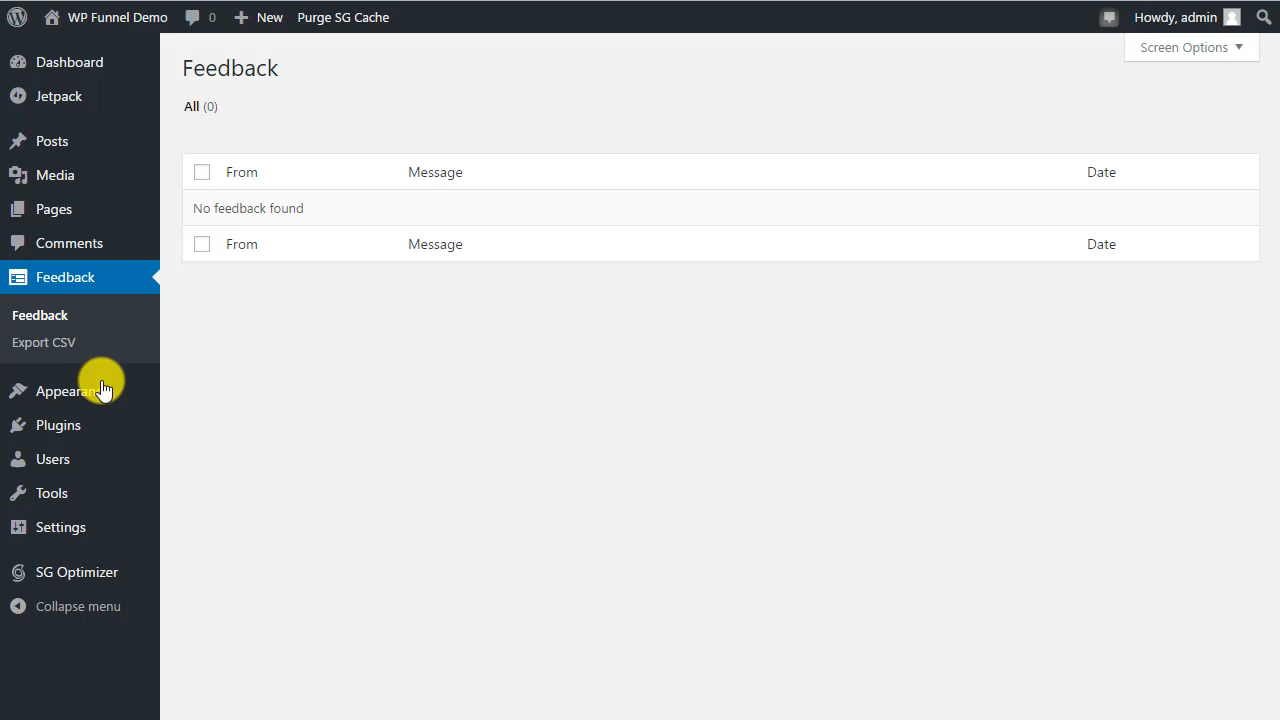 WP Funnel Demo 0 New Purge SG Cache Howdy, admin
Screen Options
Dashboard
Jetpack
Posts
Media
Pages
Comments
Feedback
Feedback
Export CSV
Plugins
Users
Tools
Settings
SG Optimizer
Collapse menu
Feedback
All (0)
From Message Date
No feedback found
From Message Date